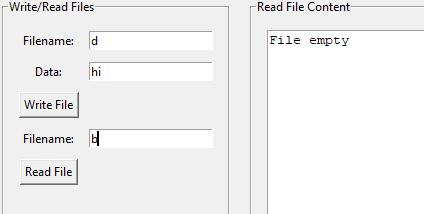 Write/Read Files
Filename: d
Data: hi
Write File
Filename: b
Read File
Read File Content
File empty